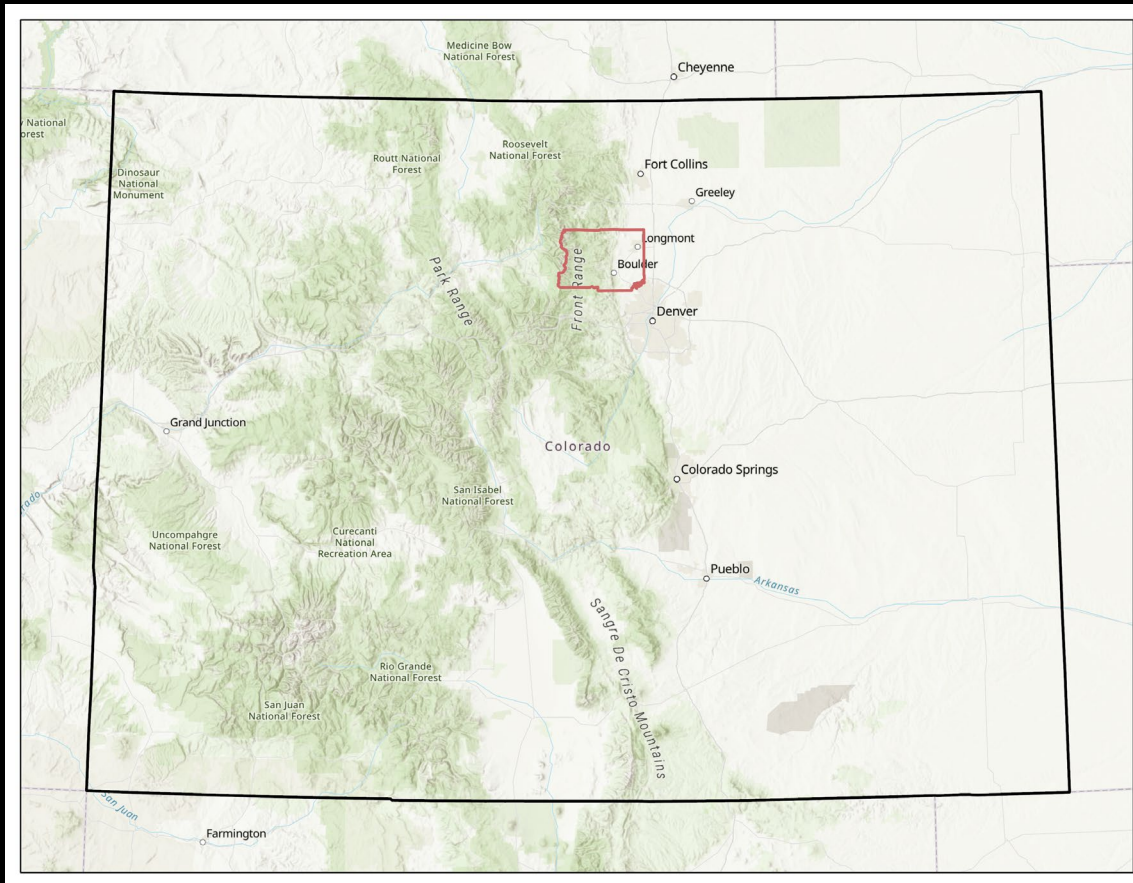 Medicine Bow
National Forest
Cheyenne
National
orest
Roosevelt
National Forest
Routt National
Forest
Fort Collins
Dinosaur
National
Monument
Greeley
Longmont
Boulder
Park Range
Front Range
Denver
Grand Junction
Colorado
Colorado Springs
San Isabel
National Forest
rado
Uncompahgre
National Forest
Curecanti
National
Recreation Area
Pueblo
Arkansas
Sangre De Cristo Mountains
Rio Grande
National Forest
San Juan
National Forest
San Juan
Farmington